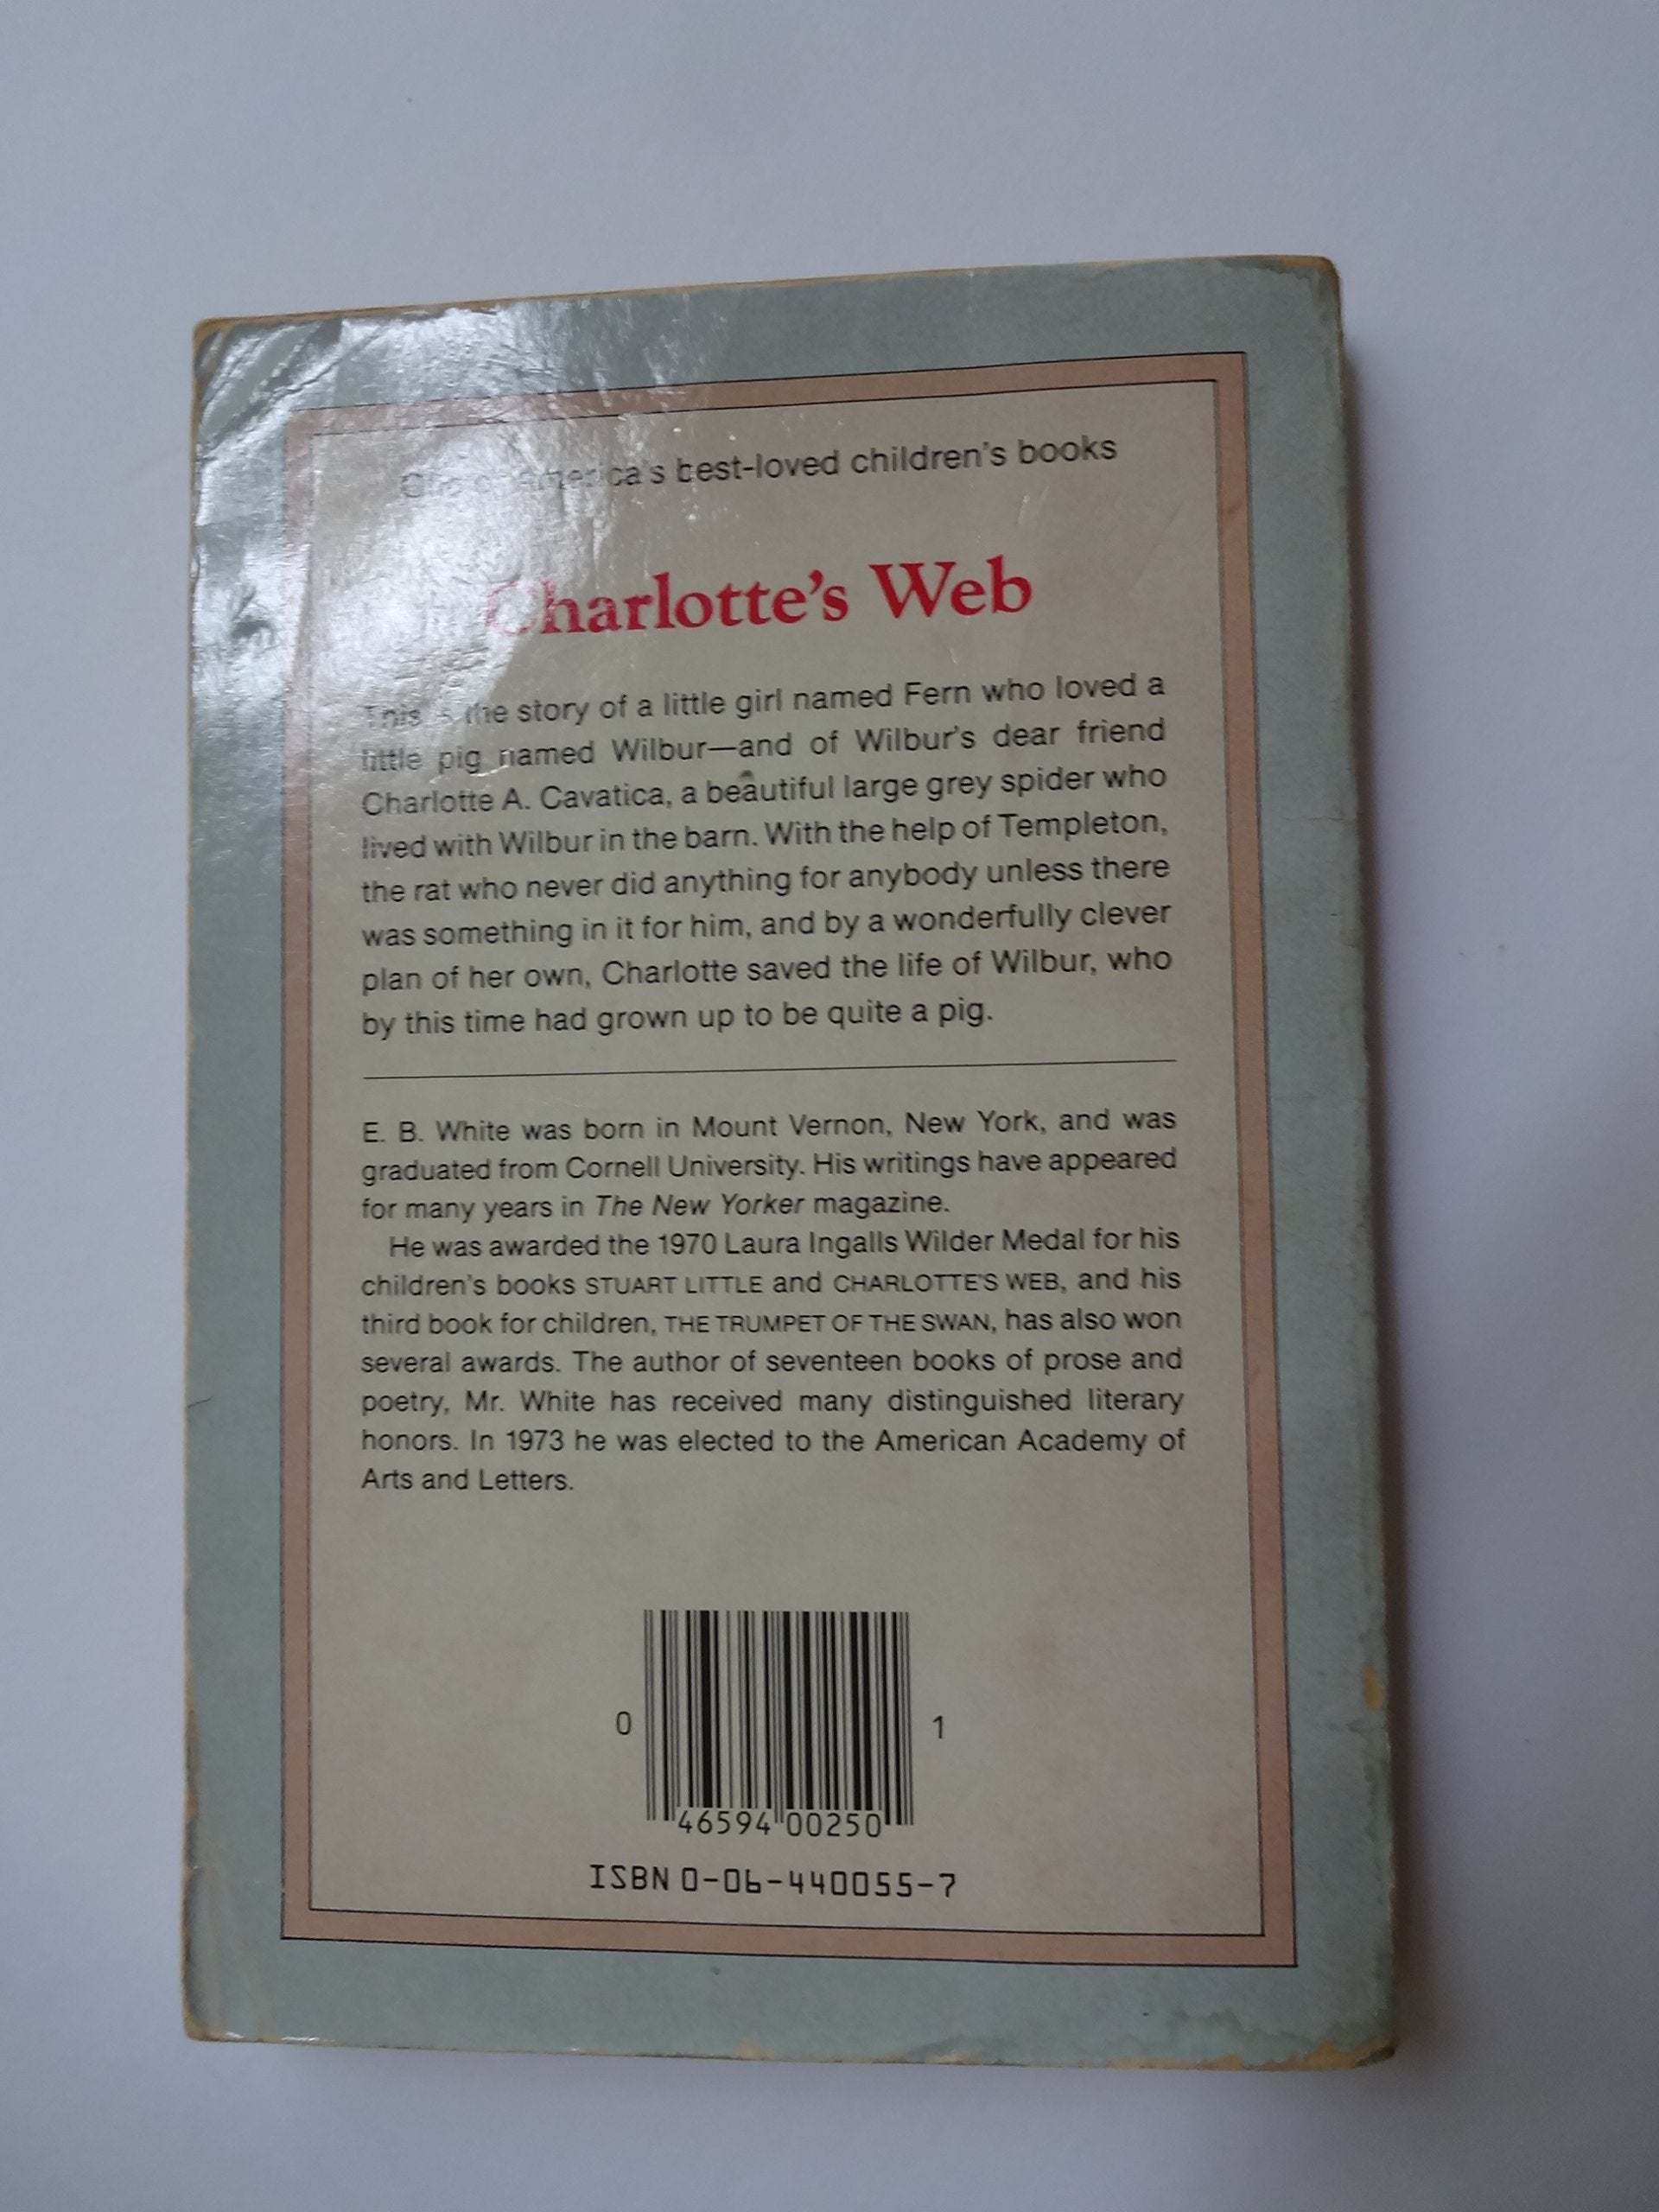 One of America's best-loved children's books
Charlotte's Web
This is the story of a little girl named Fern who loved a
little pig named Wilbur—and of Wilbur's dear friend
Charlotte A. Cavatica, a beautiful large grey spider who
lived with Wilbur in the barn. With the help of Templeton,
the rat who never did anything for anybody unless there
was something in it for him, and by a wonderfully clever
plan of her own, Charlotte saved the life of Wilbur, who
by this time had grown up to be quite a pig.
E. B. White was born in Mount Vernon, New York, and was
graduated from Cornell University. His writings have appeared
for many years in The New Yorker magazine.
He was awarded the 1970 Laura Ingalls Wilder Medal for his
children's books STUART LITTLE and CHARLOTTE'S WEB, and his
third book for children, THE TRUMPET OF THE SWAN, has also won
several awards. The author of seventeen books of prose and
poetry, Mr. White has received many distinguished literary
honors. In 1973 he was elected to the American Academy of
Arts and Letters.
0 1
46594 00250
ISBN 0-06-440055-7